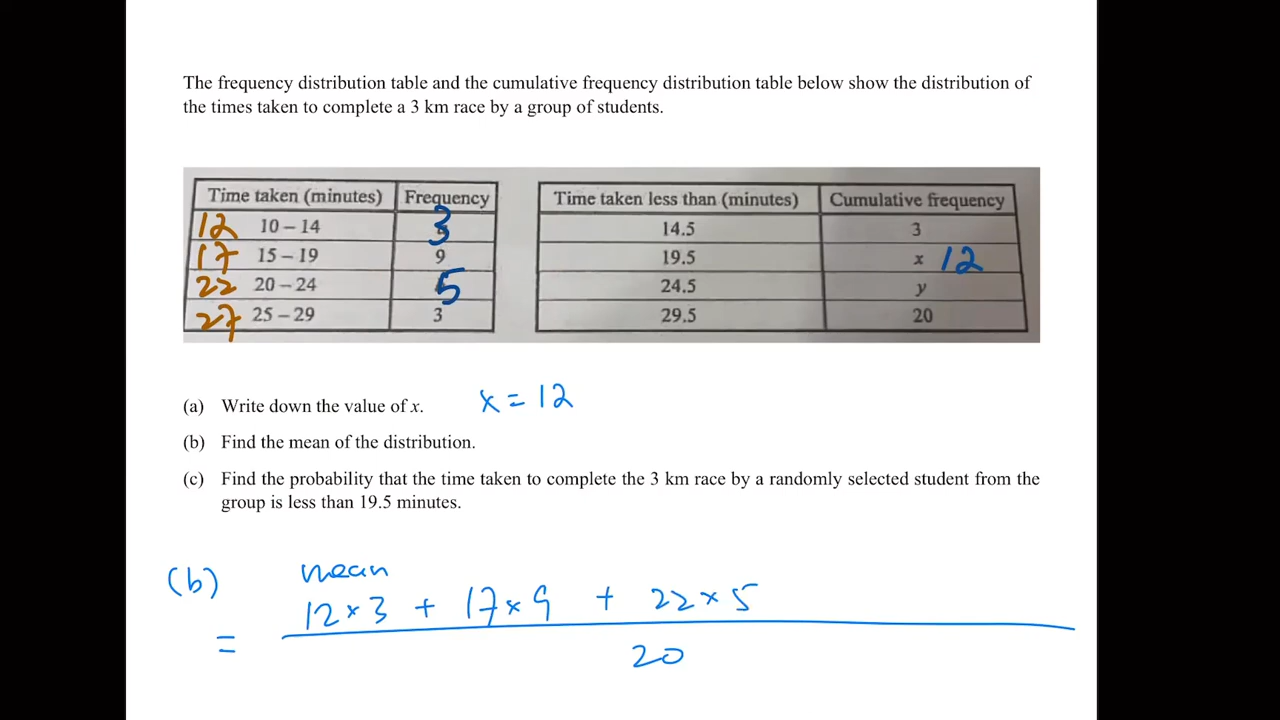 The frequency distribution table and the cumulative frequency distribution table below show the distribution of
the times taken to complete a 3 km race by a group of students.
Time taken (minutes) Frequency
12 10 – 14 3
17 15 – 19 9
22 20 – 24 5
27 25 – 29 3
Time taken less than (minutes) Cumulative frequency
14.5 3
19.5 x 12
24.5 y
29.5 20
(a) Write down the value of x. x = 12
(b) Find the mean of the distribution.
(c) Find the probability that the time taken to complete the 3 km race by a randomly selected student from the
group is less than 19.5 minutes.
(b) mean
12 × 3 + 17 × 9 + 22 × 5
=
20